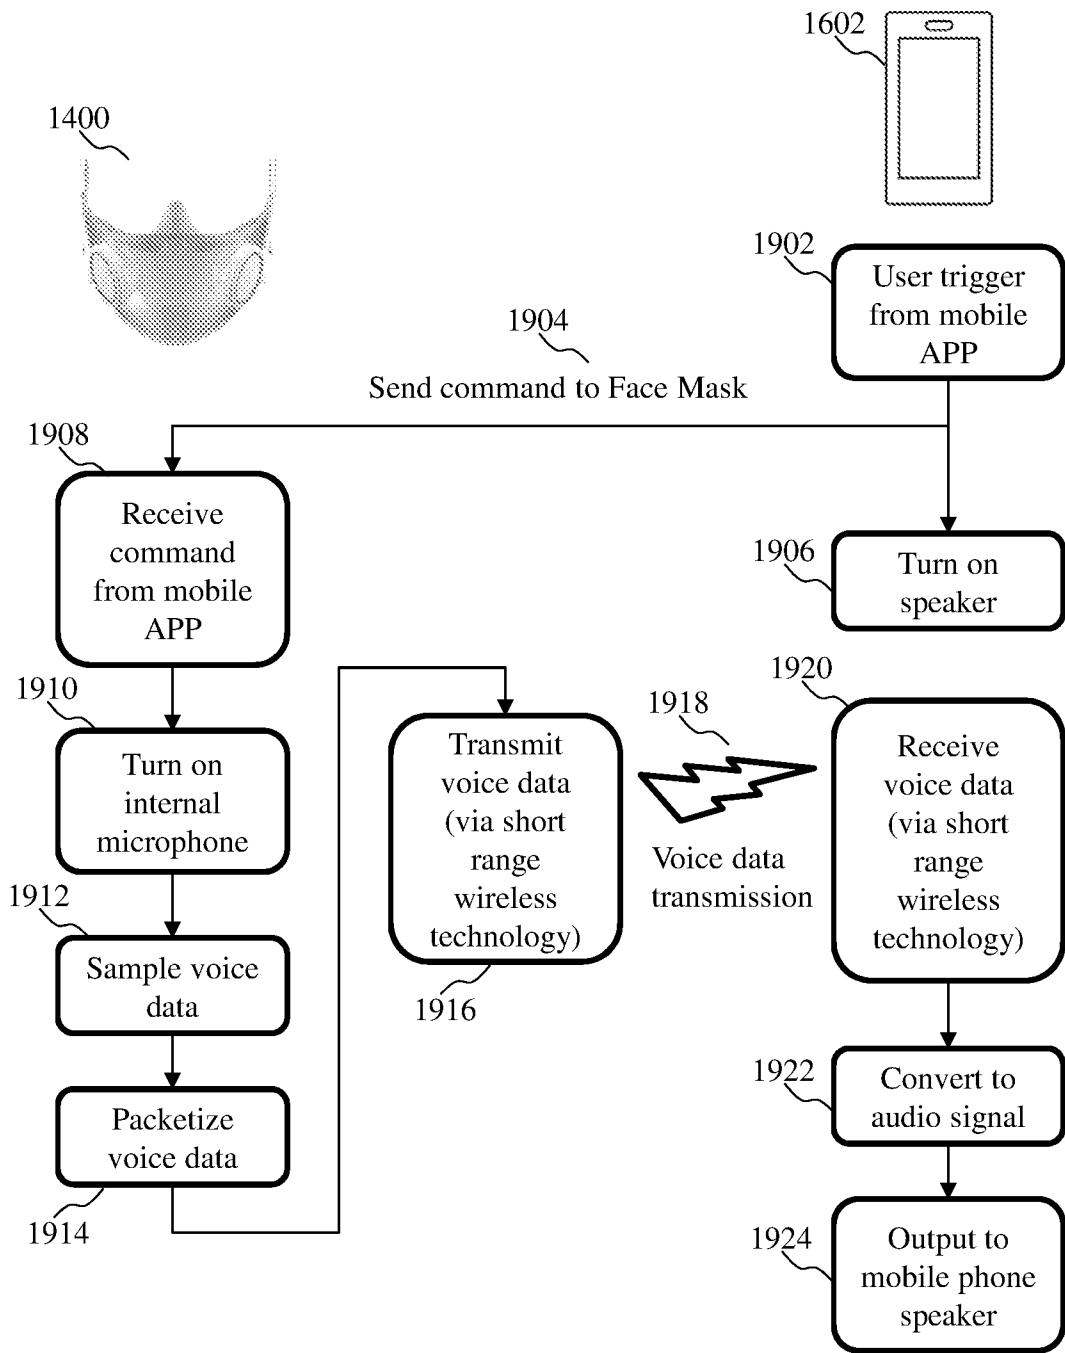 1602
1400
1902
User trigger
from mobile
APP
1904
Send command to Face Mask
1908
Receive
command
from mobile
APP
1906
Turn on
speaker
1910
Turn on
internal
microphone
1912
Sample voice
data
Packetize
voice data
1914
Transmit
voice data
(via short
range
wireless
technology)
1916
1918
Voice data
transmission
1920
Receive
voice data
(via short
range
wireless
technology)
1922
Convert to
audio signal
1924
Output to
mobile phone
speaker